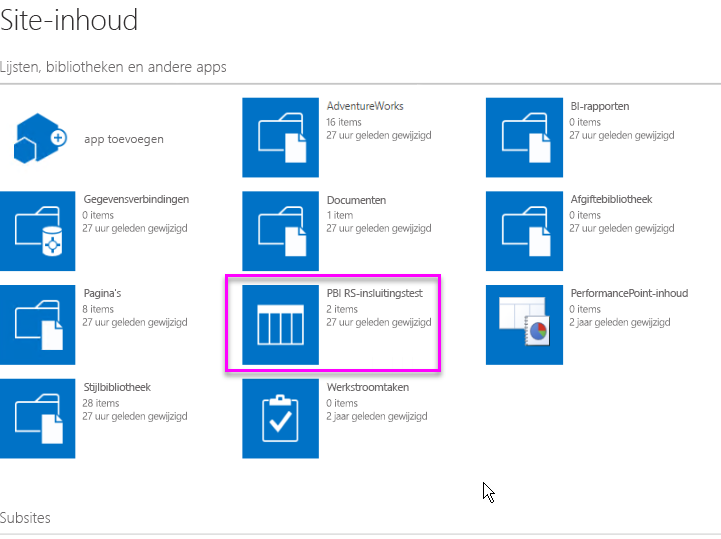 Site-inhoud
Lijsten, bibliotheken en andere apps
app toevoegen
AdventureWorks
16 items
27 uur geleden gewijzigd
BI-rapporten
0 items
27 uur geleden gewijzigd
Gegevensverbindingen
0 items
27 uur geleden gewijzigd
Documenten
1 item
27 uur geleden gewijzigd
Afgiftebibliotheek
0 items
27 uur geleden gewijzigd
Pagina's
8 items
27 uur geleden gewijzigd
PBI RS-insluitingstest
2 items
27 uur geleden gewijzigd
PerformancePoint-inhoud
0 items
2 jaar geleden gewijzigd
Stijlbibliotheek
28 items
27 uur geleden gewijzigd
Werkstroomtaken
0 items
2 jaar geleden gewijzigd
Subsites